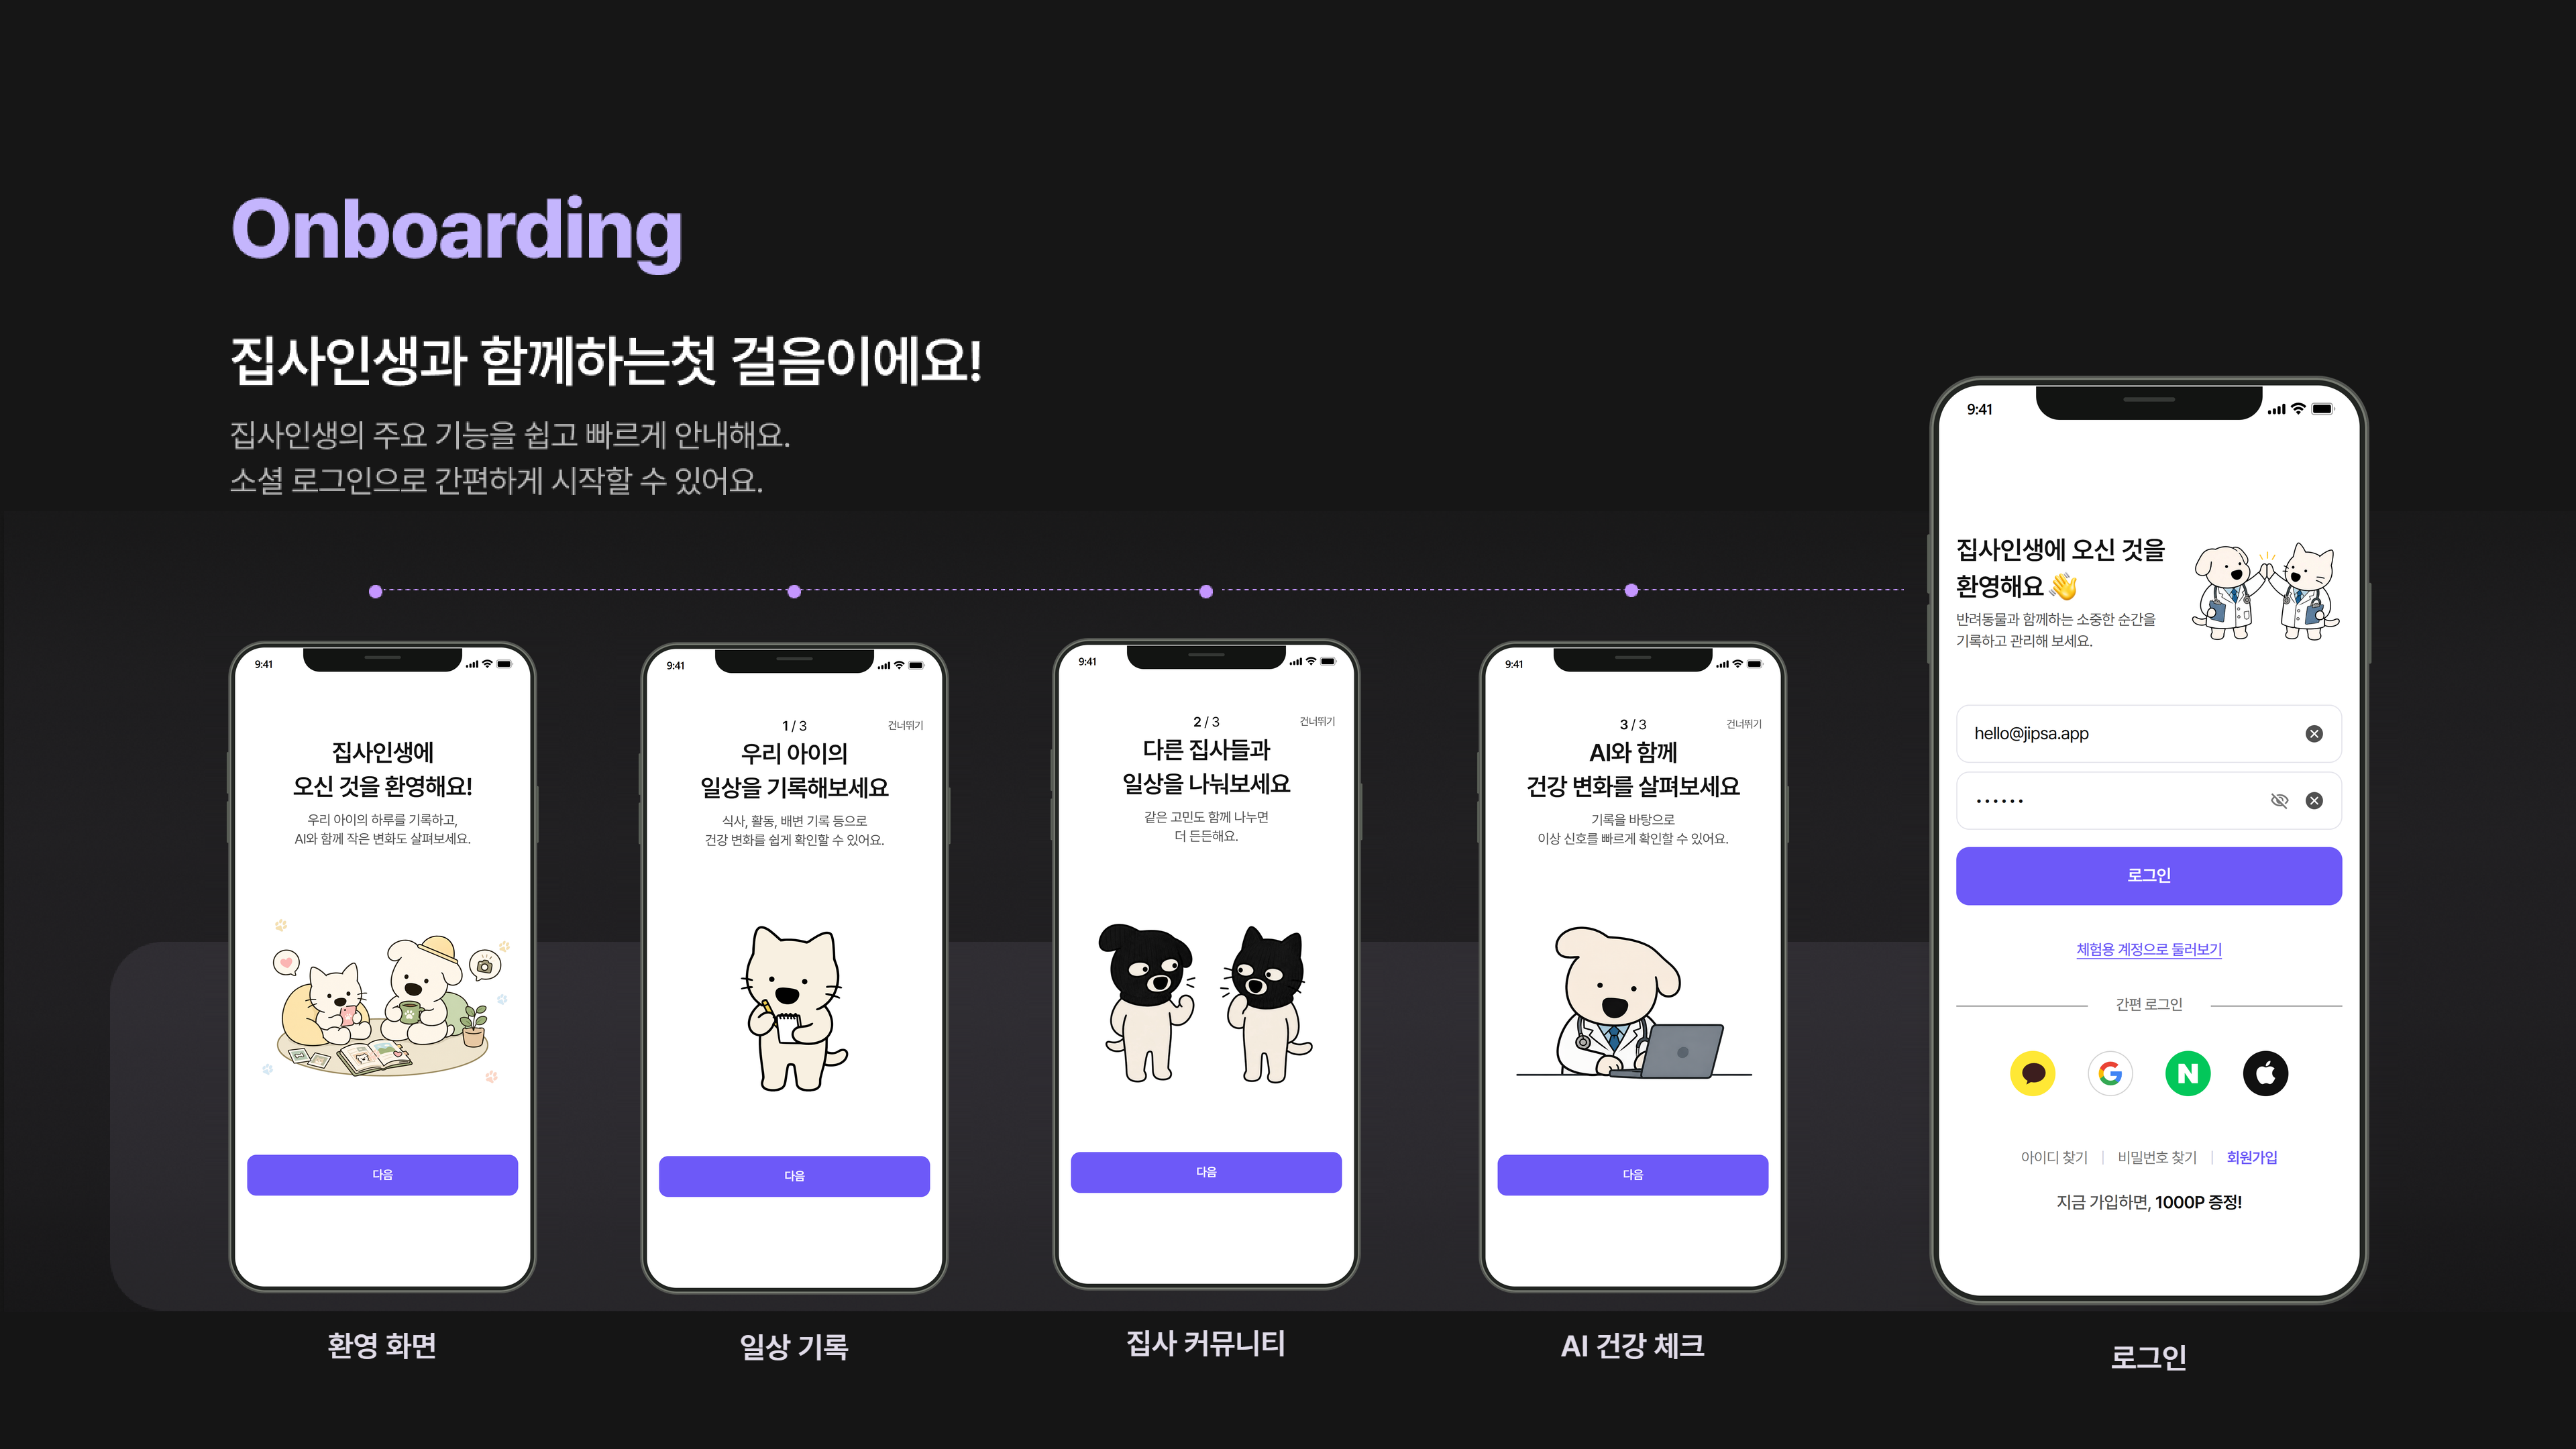 Onboarding
집사인생과 함께하는첫 걸음이에요!
집사인생의 주요 기능을 쉽고 빠르게 안내해요.
소셜 로그인으로 간편하게 시작할 수 있어요.
9:41
집사인생에
오신 것을 환영해요!
우리 아이의 하루를 기록하고,
AI와 함께 작은 변화도 살펴보세요.
다음
환영 화면
9:41
1 / 3
건너뛰기
우리 아이의
일상을 기록해보세요
식사, 활동, 배변 기록 등으로
건강 변화를 쉽게 확인할 수 있어요.
다음
일상 기록
9:41
2 / 3
건너뛰기
다른 집사들과
일상을 나눠보세요
같은 고민도 함께 나누면
더 든든해요.
다음
집사 커뮤니티
9:41
3 / 3
건너뛰기
AI와 함께
건강 변화를 살펴보세요
기록을 바탕으로
이상 신호를 빠르게 확인할 수 있어요.
다음
AI 건강 체크
9:41
집사인생에 오신 것을
환영해요 👋
반려동물과 함께하는 소중한 순간을
기록하고 관리해 보세요.
hello@jipsa.app
••••••
로그인
체험용 계정으로 둘러보기
간편 로그인
G
N
아이디 찾기 | 비밀번호 찾기 | 회원가입
지금 가입하면, 1000P 증정!
로그인